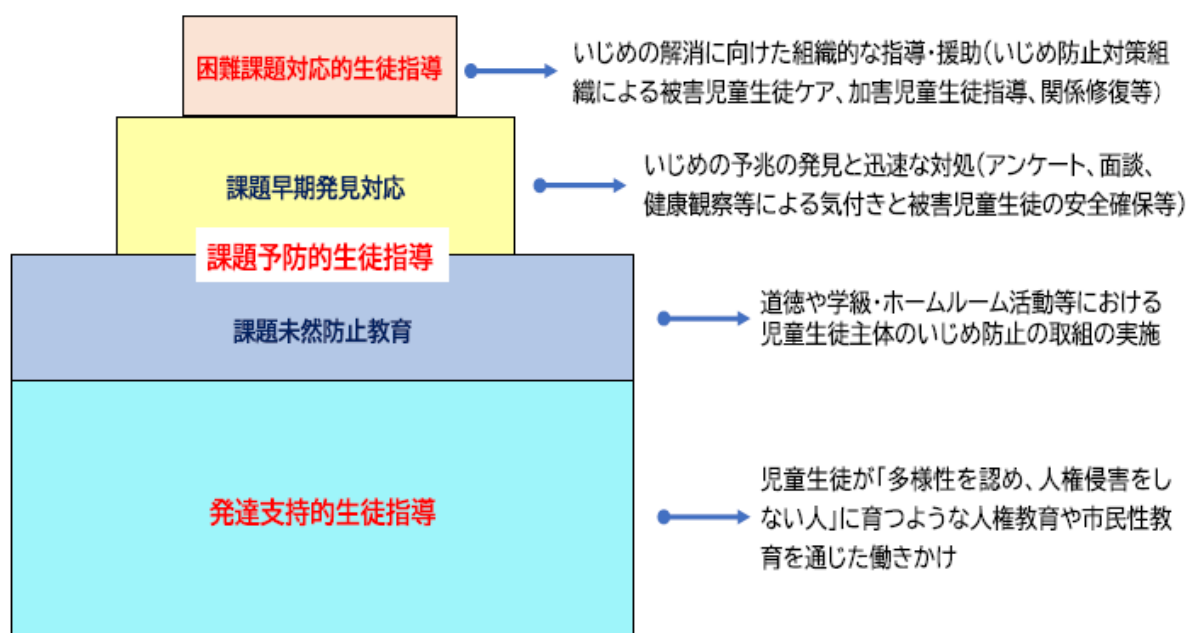 困難課題対応的生徒指導
いじめの解消に向けた組織的な指導・援助(いじめ防止対策組
織による被害児童生徒ケア、加害児童生徒指導、関係修復等)
課題早期発見対応
いじめの予兆の発見と迅速な対処(アンケート、面談、
健康観察等による気付きと被害児童生徒の安全確保等)
課題予防的生徒指導
課題未然防止教育
道徳や学級・ホームルーム活動等における
児童生徒主体のいじめ防止の取組の実施
発達支持的生徒指導
児童生徒が「多様性を認め、人権侵害をし
ない人」に育つような人権教育や市民性教
育を通じた働きかけ